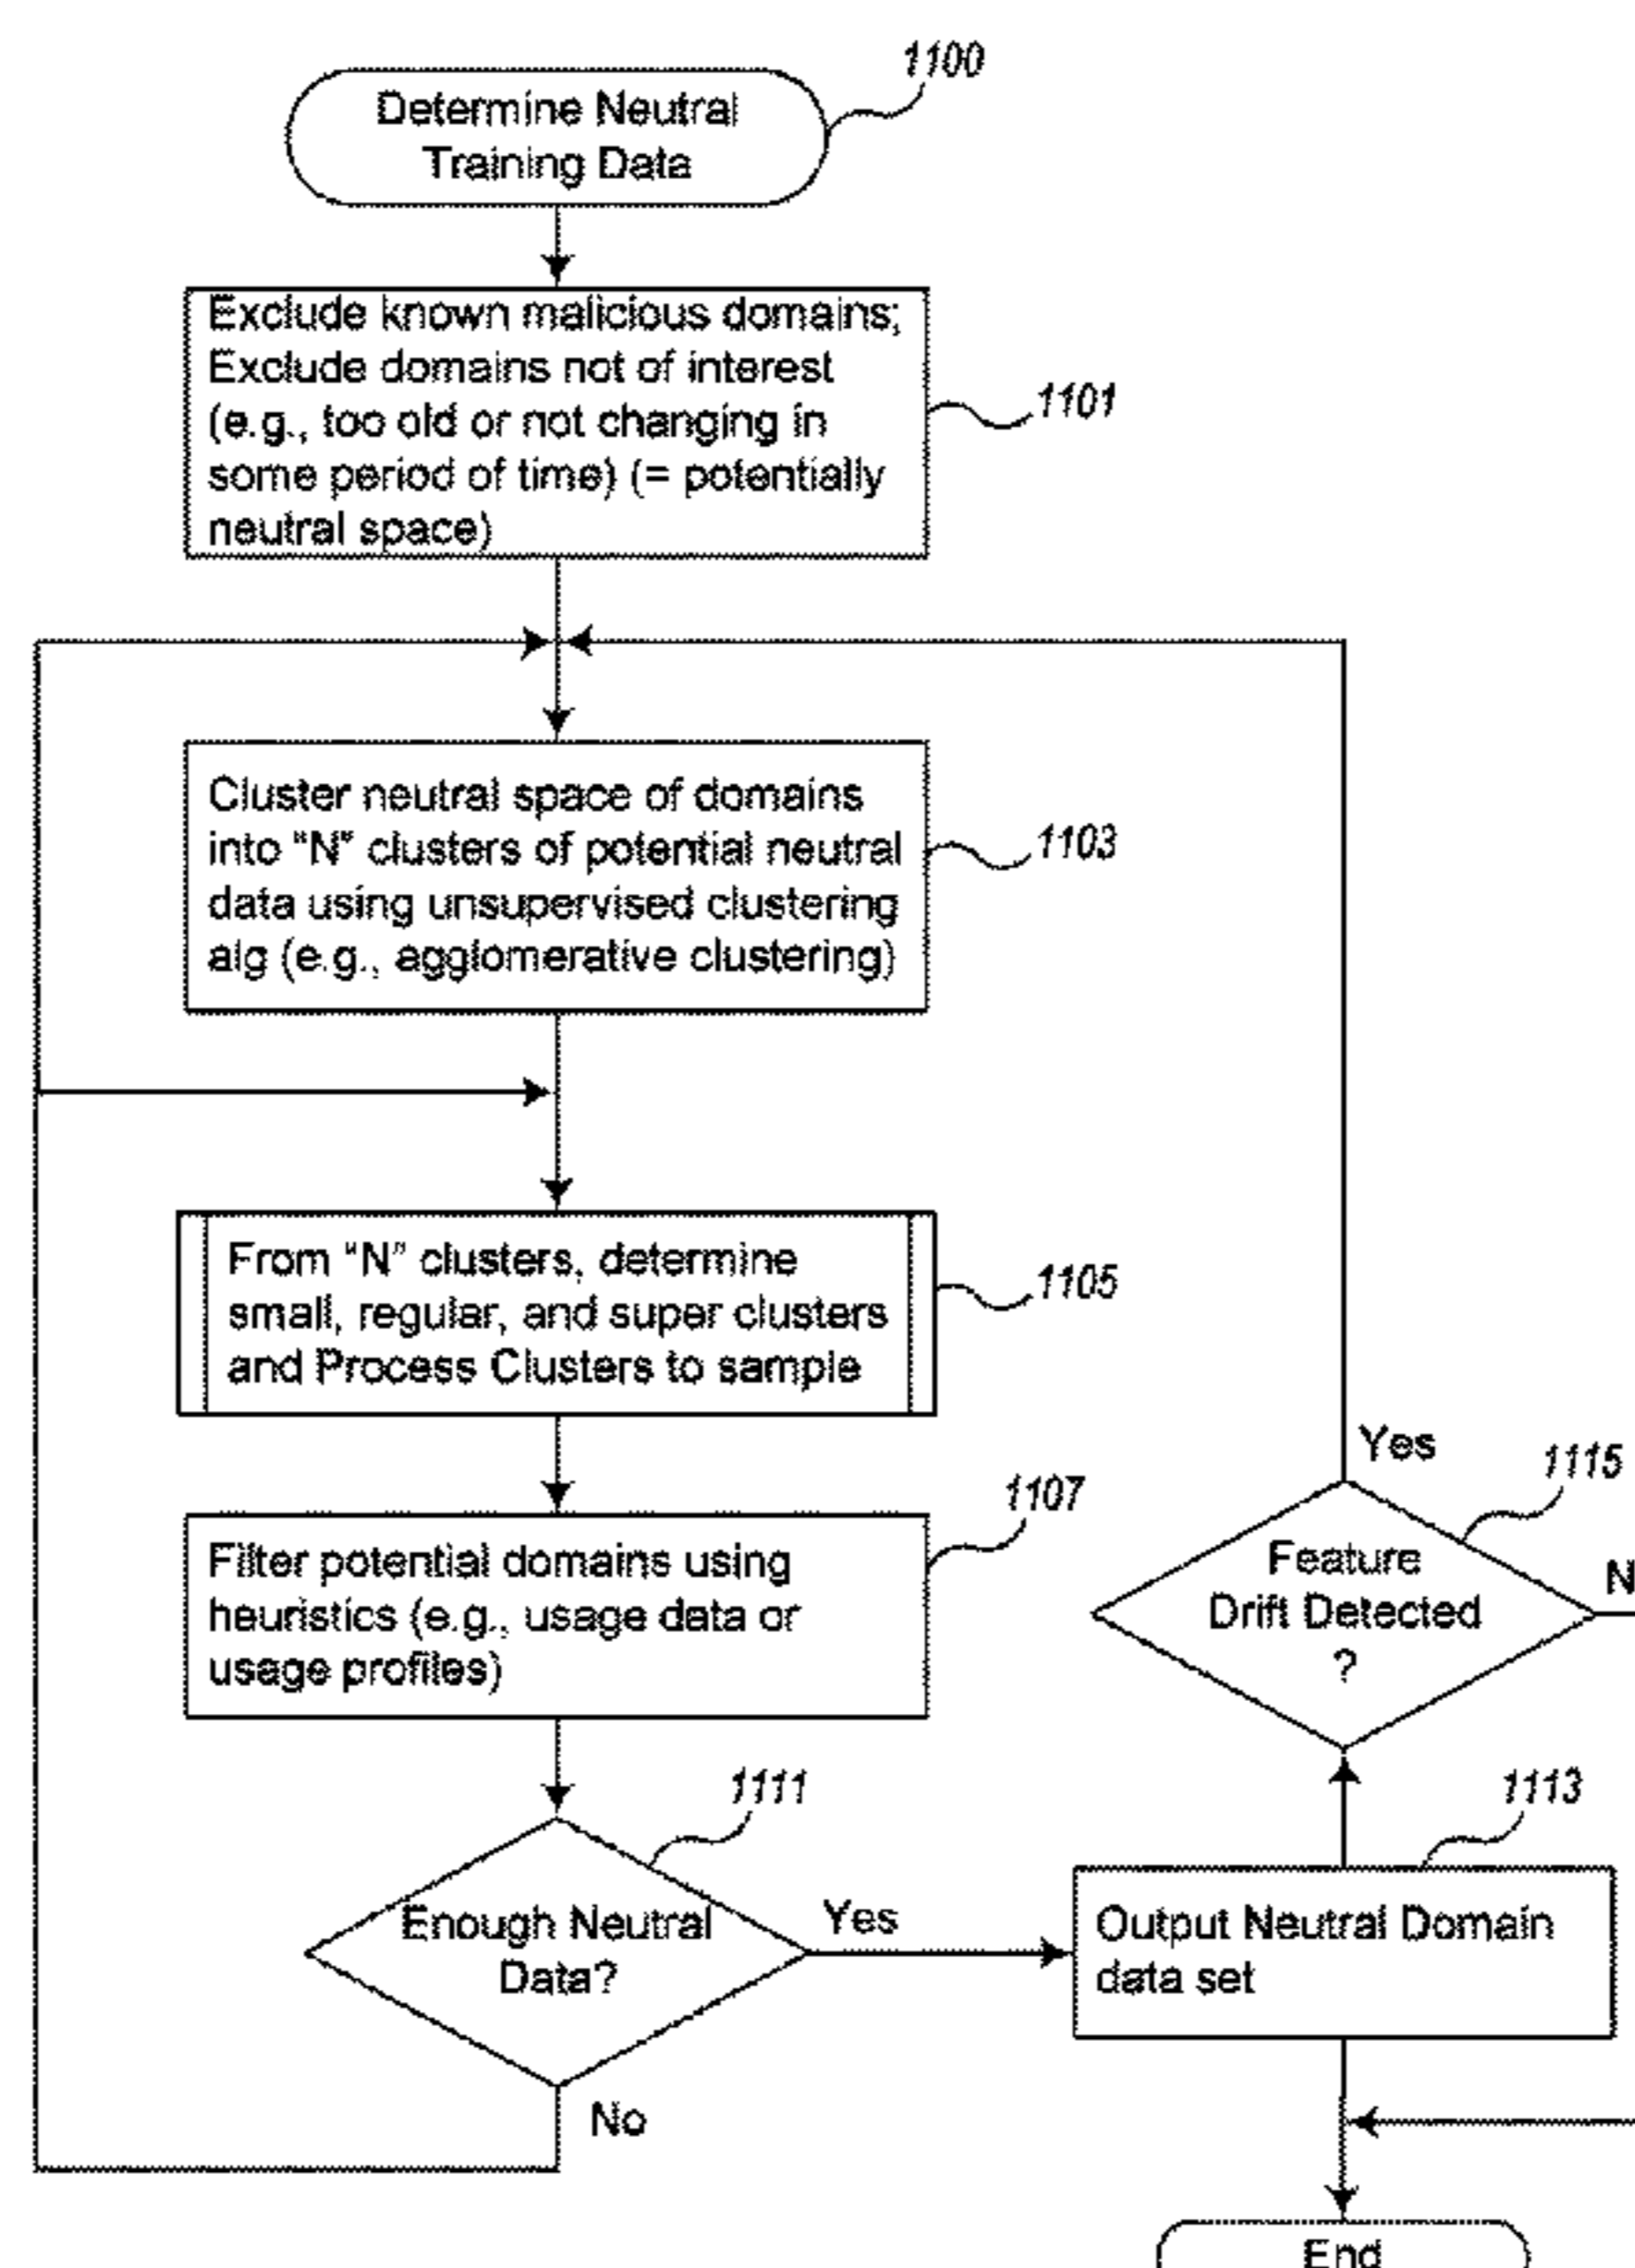 1100
Determine Neutral
Training Data
Exclude known malicious domains;
Exclude domains not of interest
(e.g., too old or not changing in
some period of time) (= potentially
neutral space)
1101
Cluster neutral space of domains
into "N" clusters of potential neutral
data using unsupervised clustering
alg (e.g., agglomerative clustering)
1103
From "N" clusters, determine
small, regular, and super clusters
and Process Clusters to sample
1105
Filter potential domains using
heuristics (e.g., usage data or
usage profiles)
1107
Enough Neutral
Data?
1111
Yes
No
Output Neutral Domain
data set
1113
Feature
Drift Detected
?
1115
Yes
N
End